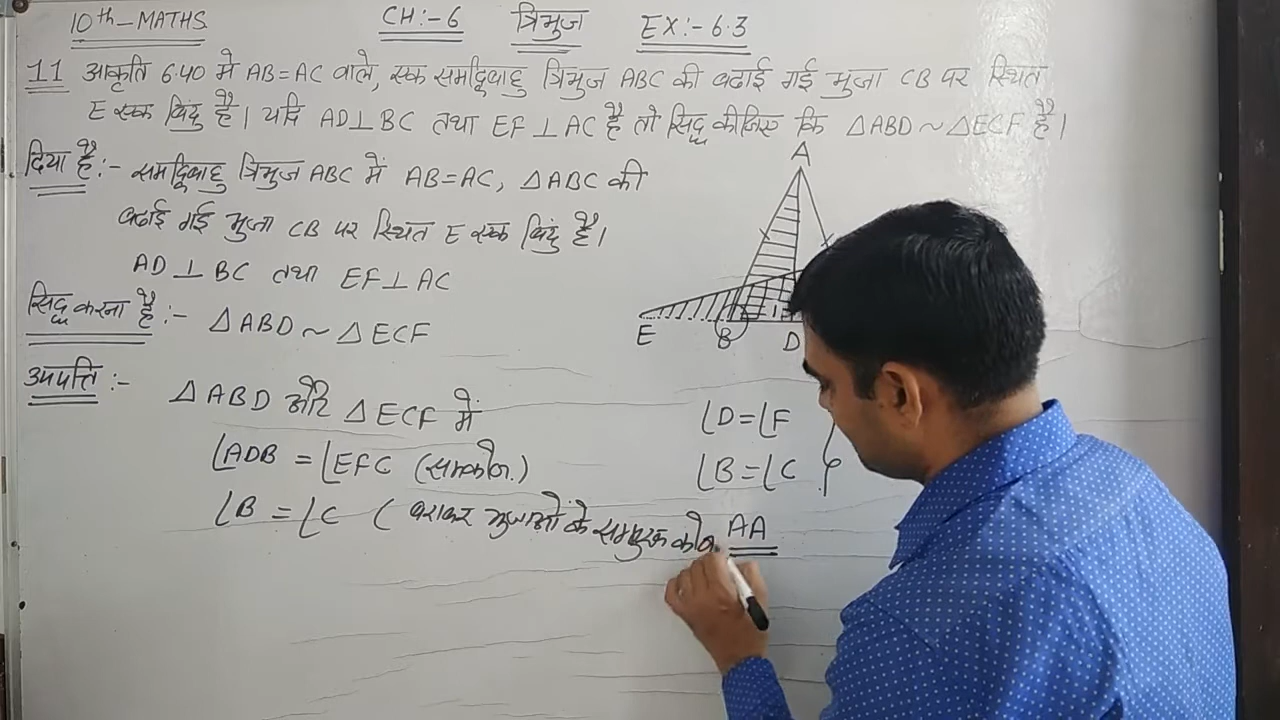 10th-MATHS CH:-6 त्रिभुज EX:-6.3
11 आकृति 6.40 में AB=AC वाले, एक समद्विबाहु त्रिभुज ABC की बढाई गई भुजा CB पर स्थित
E एक बिंदु है। यदि AD⊥BC तथा EF⊥AC है तो सिद्ध कीजिए कि △ABD~△ECF है।
दिया है:- समद्विबाहु त्रिभुज ABC में AB=AC, △ABC की
बढाई गई भुजा CB पर स्थित E एक बिंदु है।
AD⊥BC तथा EF⊥AC
सिद्ध करना है:- △ABD~△ECF
उपपत्ति:- △ABD और △ECF में
∠ADB = ∠EFC (समकोण)
∠B = ∠C (बराबर भुजाओं के सम्मुख कोण
A
E B D
∠D=∠F
∠B=∠C
AA